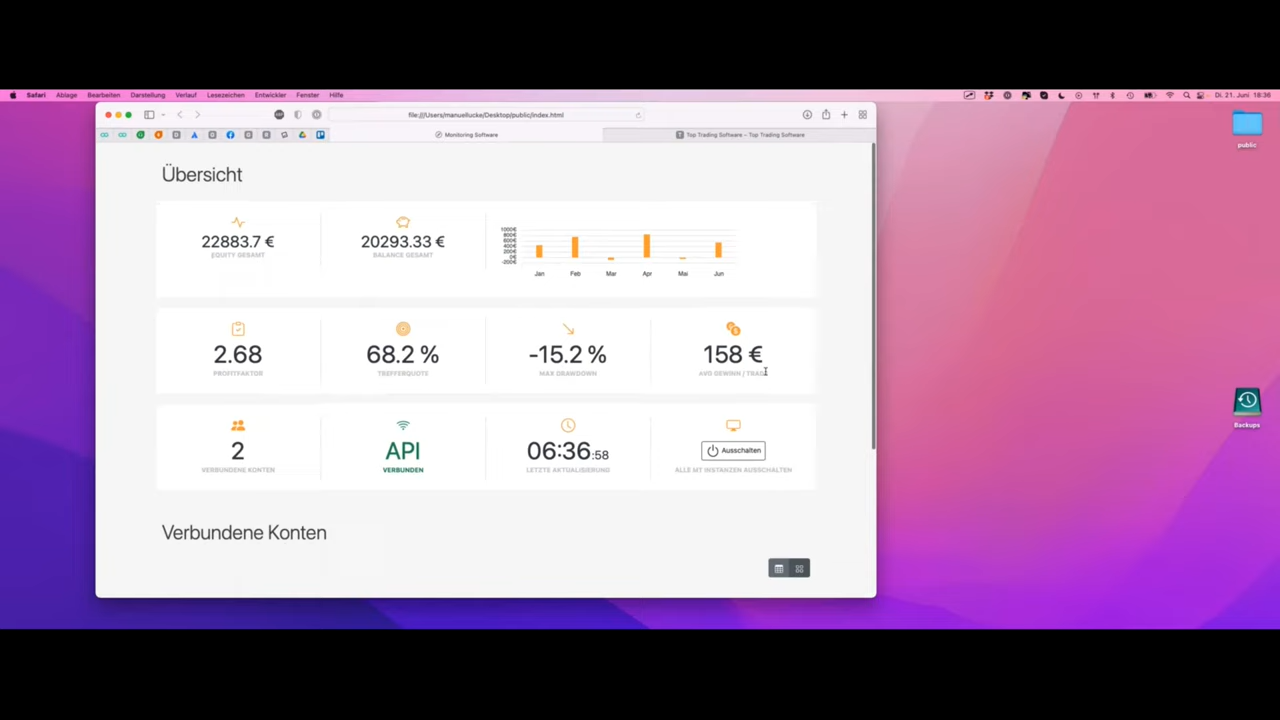 Safari Ablage Bearbeiten Darstellung Verlauf Lesezeichen Entwickler Fenster Hilfe
Di. 21. Juni 18:36
file:///Users/manuellucke/Desktop/public/index.html
Monitoring Software
Top Trading Software – Top Trading Software
public
Übersicht
22883.7 €
EQUITY GESAMT
20293.33 €
BALANCE GESAMT
1000€
800€
600€
400€
200€
0€
-200€
Jan Feb Mar Apr Mai Jun
2.68
PROFITFAKTOR
68.2 %
TREFFERQUOTE
-15.2 %
MAX DRAWDOWN
158 €
AVG GEWINN / TRADE
2
VERBUNDENE KONTEN
API
VERBUNDEN
06:36:58
LETZTE AKTUALISIERUNG
Ausschalten
ALLE MT INSTANZEN AUSSCHALTEN
Backups
Verbundene Konten